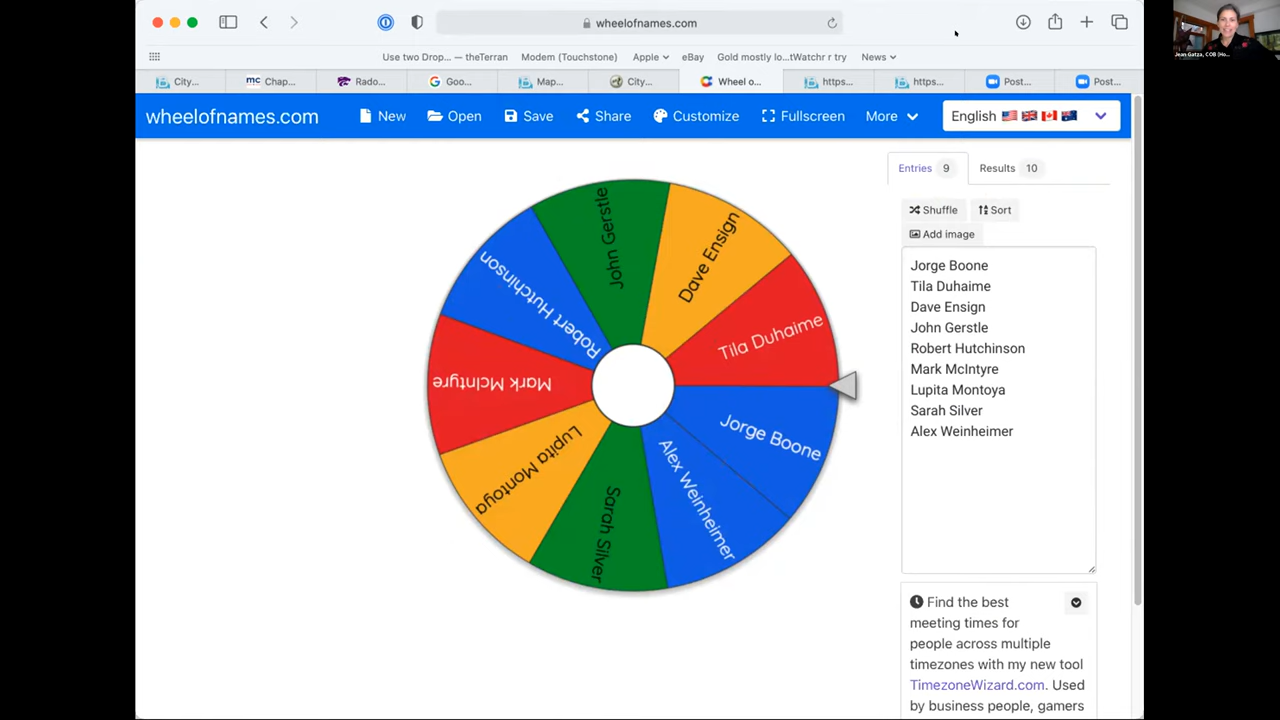 wheelofnames.com
Use two Drop... — theTerran
Modem (Touchstone)
Apple
eBay
Gold mostly lo...tWatchr r try
News
City...
Chap...
Rado...
Goo...
Map...
City...
Wheel o...
https...
https...
Post...
Post...
wheelofnames.com
New
Open
Save
Share
Customize
Fullscreen
More
English
Entries 9
Results 10
Shuffle
Sort
Add image
Jorge Boone
Tila Duhaime
Dave Ensign
John Gerstle
Robert Hutchinson
Mark McIntyre
Lupita Montoya
Sarah Silver
Alex Weinheimer
John Gerstle
Dave Ensign
Tila Duhaime
Jorge Boone
Alex Weinheimer
Sarah Silver
Lupita Montoya
Mark McIntyre
Robert Hutchinson
Find the best
meeting times for
people across multiple
timezones with my new tool
TimezoneWizard.com. Used
by business people, gamers
Jean Gatza, COB (Ho...